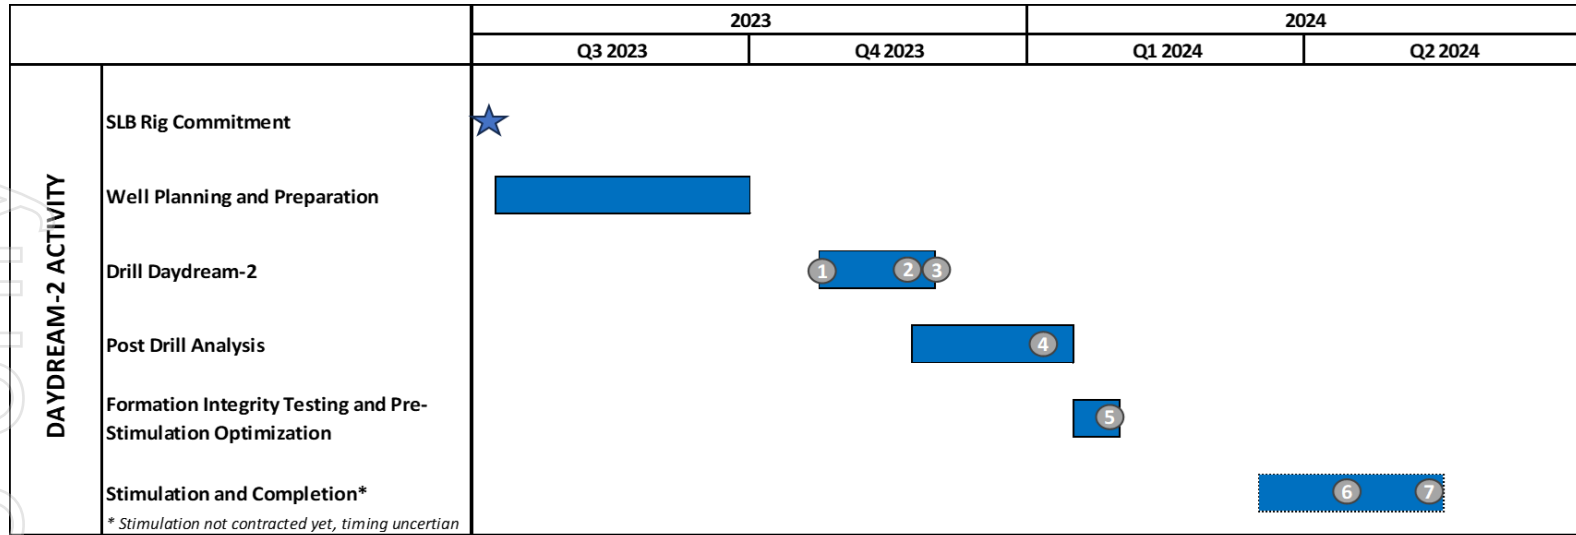 2023
2024
Q3 2023
Q4 2023
Q1 2024
Q2 2024
DAYDREAM-2 ACTIVITY
SLB Rig Commitment
Well Planning and Preparation
Drill Daydream-2
1
2
3
Post Drill Analysis
4
Formation Integrity Testing and Pre-
Stimulation Optimization
5
Stimulation and Completion*
6
7
* Stimulation not contracted yet, timing uncertian